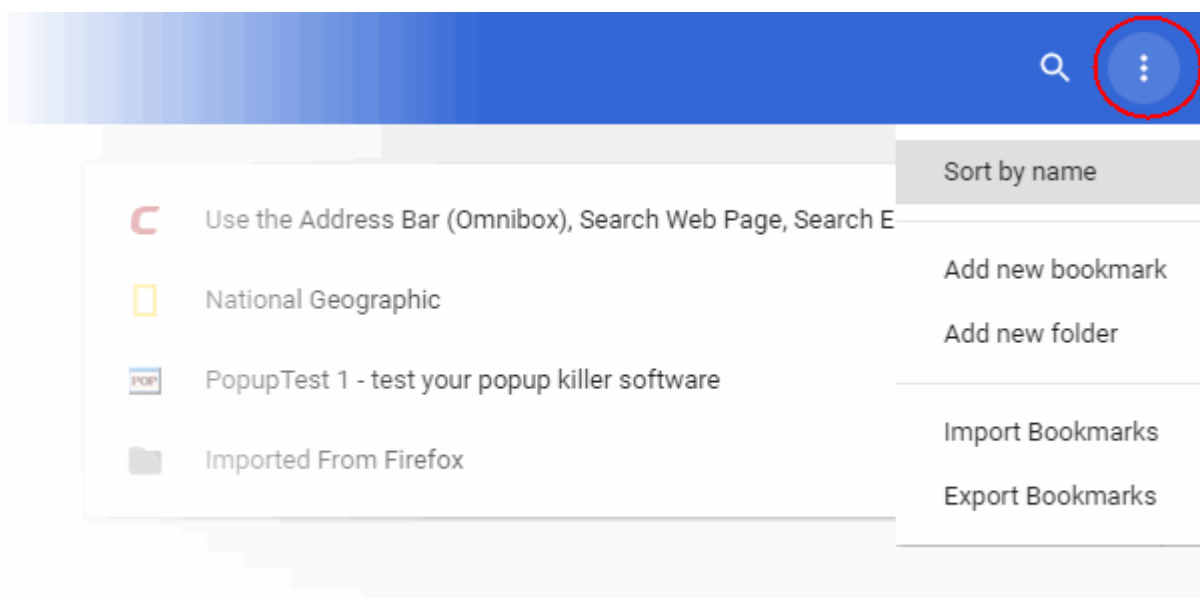 Sort by name
Use the Address Bar (Omnibox), Search Web Page, Search E
Add new bookmark
National Geographic
Add new folder
POP
PopupTest 1 - test your popup killer software
Import Bookmarks
Imported From Firefox
Export Bookmarks